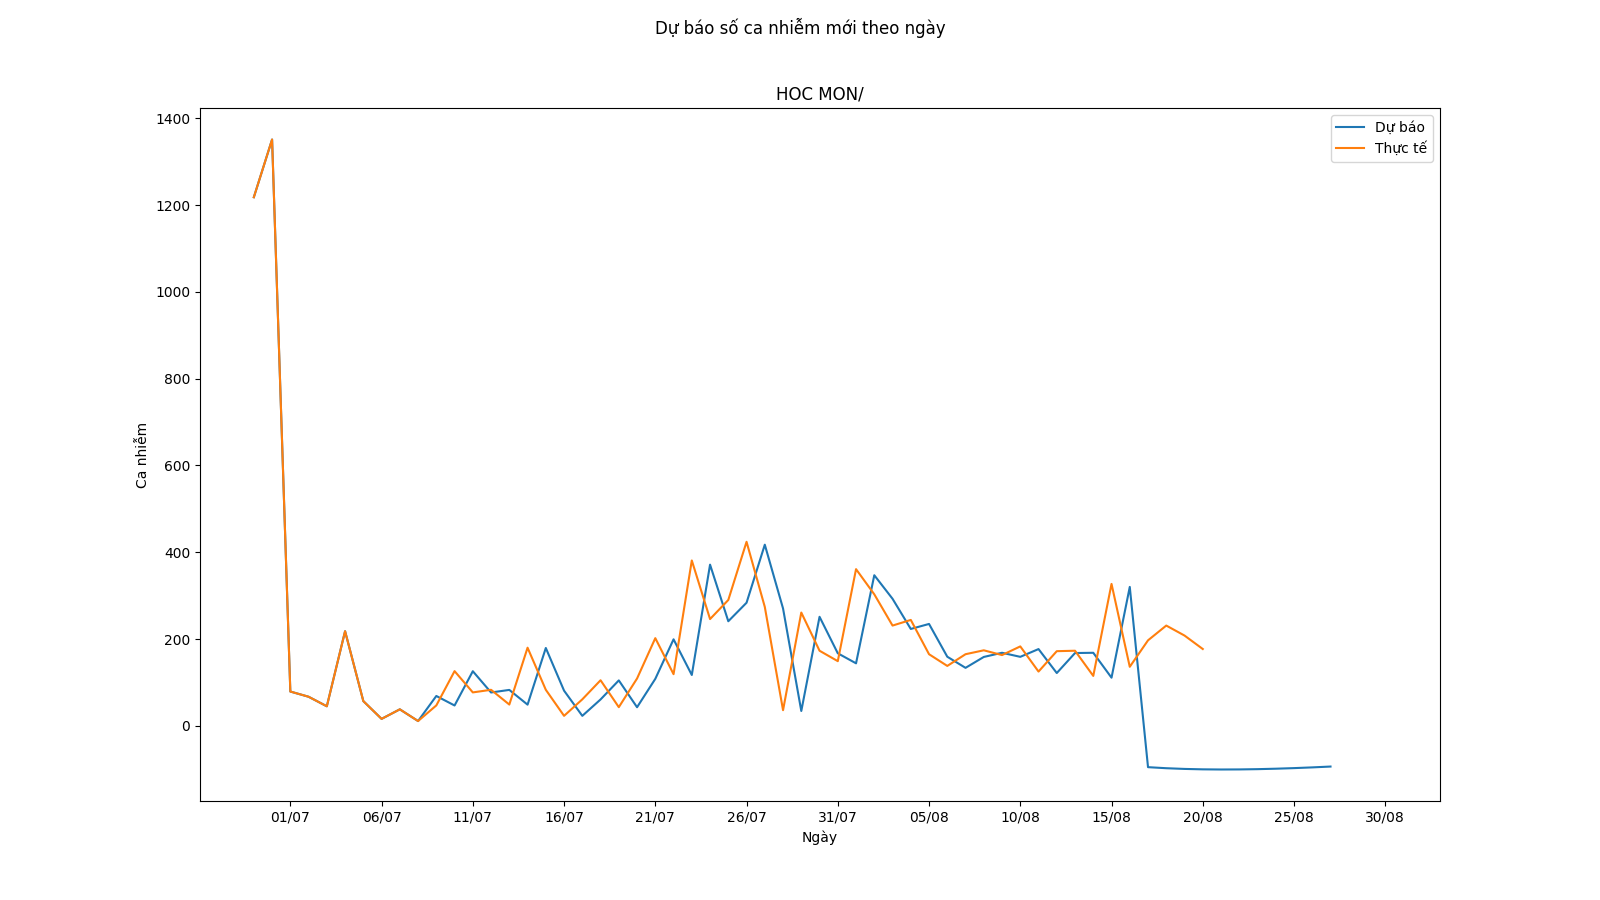 Dự báo số ca nhiễm mới theo ngày
HOC MON/
1400
1200
1000
800
600
400
200
0
Ca nhiễm
Dự báo
Thực tế
01/07 06/07 11/07 16/07 21/07 26/07 31/07 05/08 10/08 15/08 20/08 25/08 30/08
Ngày